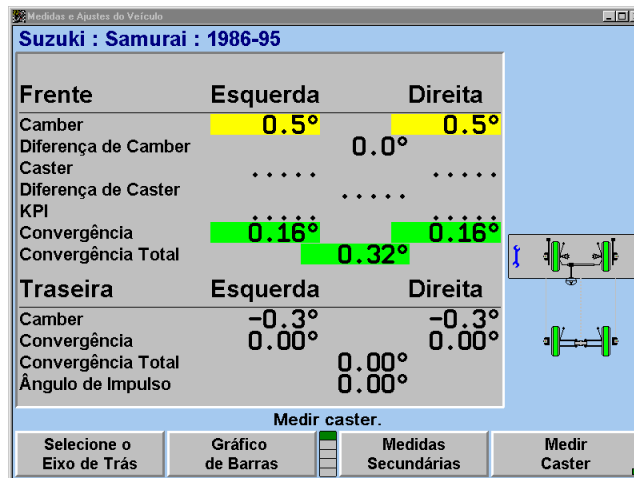 Medidas e Ajustes do Veículo
Suzuki : Samurai : 1986-95
Frente Esquerda Direita
Camber 0.5° 0.5°
Diferença de Camber 0.0°
Caster ..... .....
Diferença de Caster .....
KPI ..... .....
Convergência 0.16° 0.16°
Convergência Total 0.32°
Traseira Esquerda Direita
Camber -0.3° -0.3°
Convergência 0.00° 0.00°
Convergência Total 0.00°
Ângulo de Impulso 0.00°
Medir caster.
Selecione o Eixo de Trás
Gráfico de Barras
Medidas Secundárias
Medir Caster